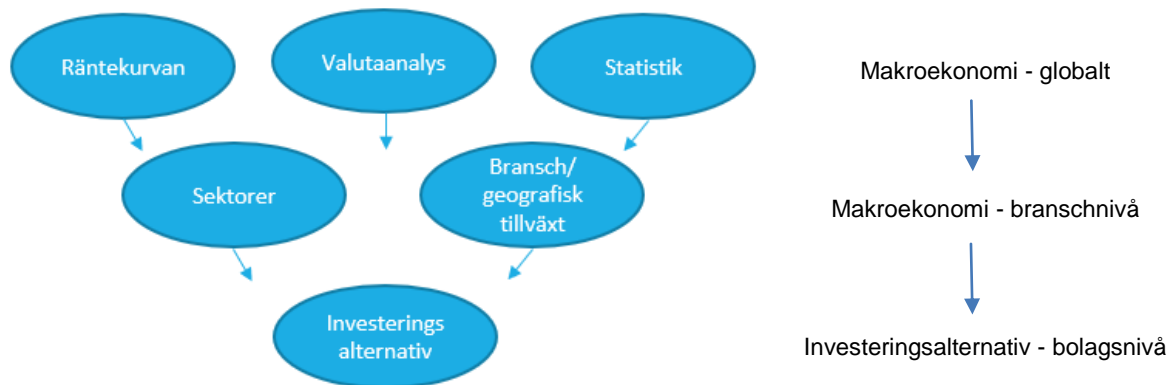 Räntekurvan
Valutaanalys
Statistik
Makroekonomi - globalt
Sektorer
Bransch/
geografisk
tillväxt
Makroekonomi - branschnivå
Investerings
alternativ
Investeringsalternativ - bolagsnivå